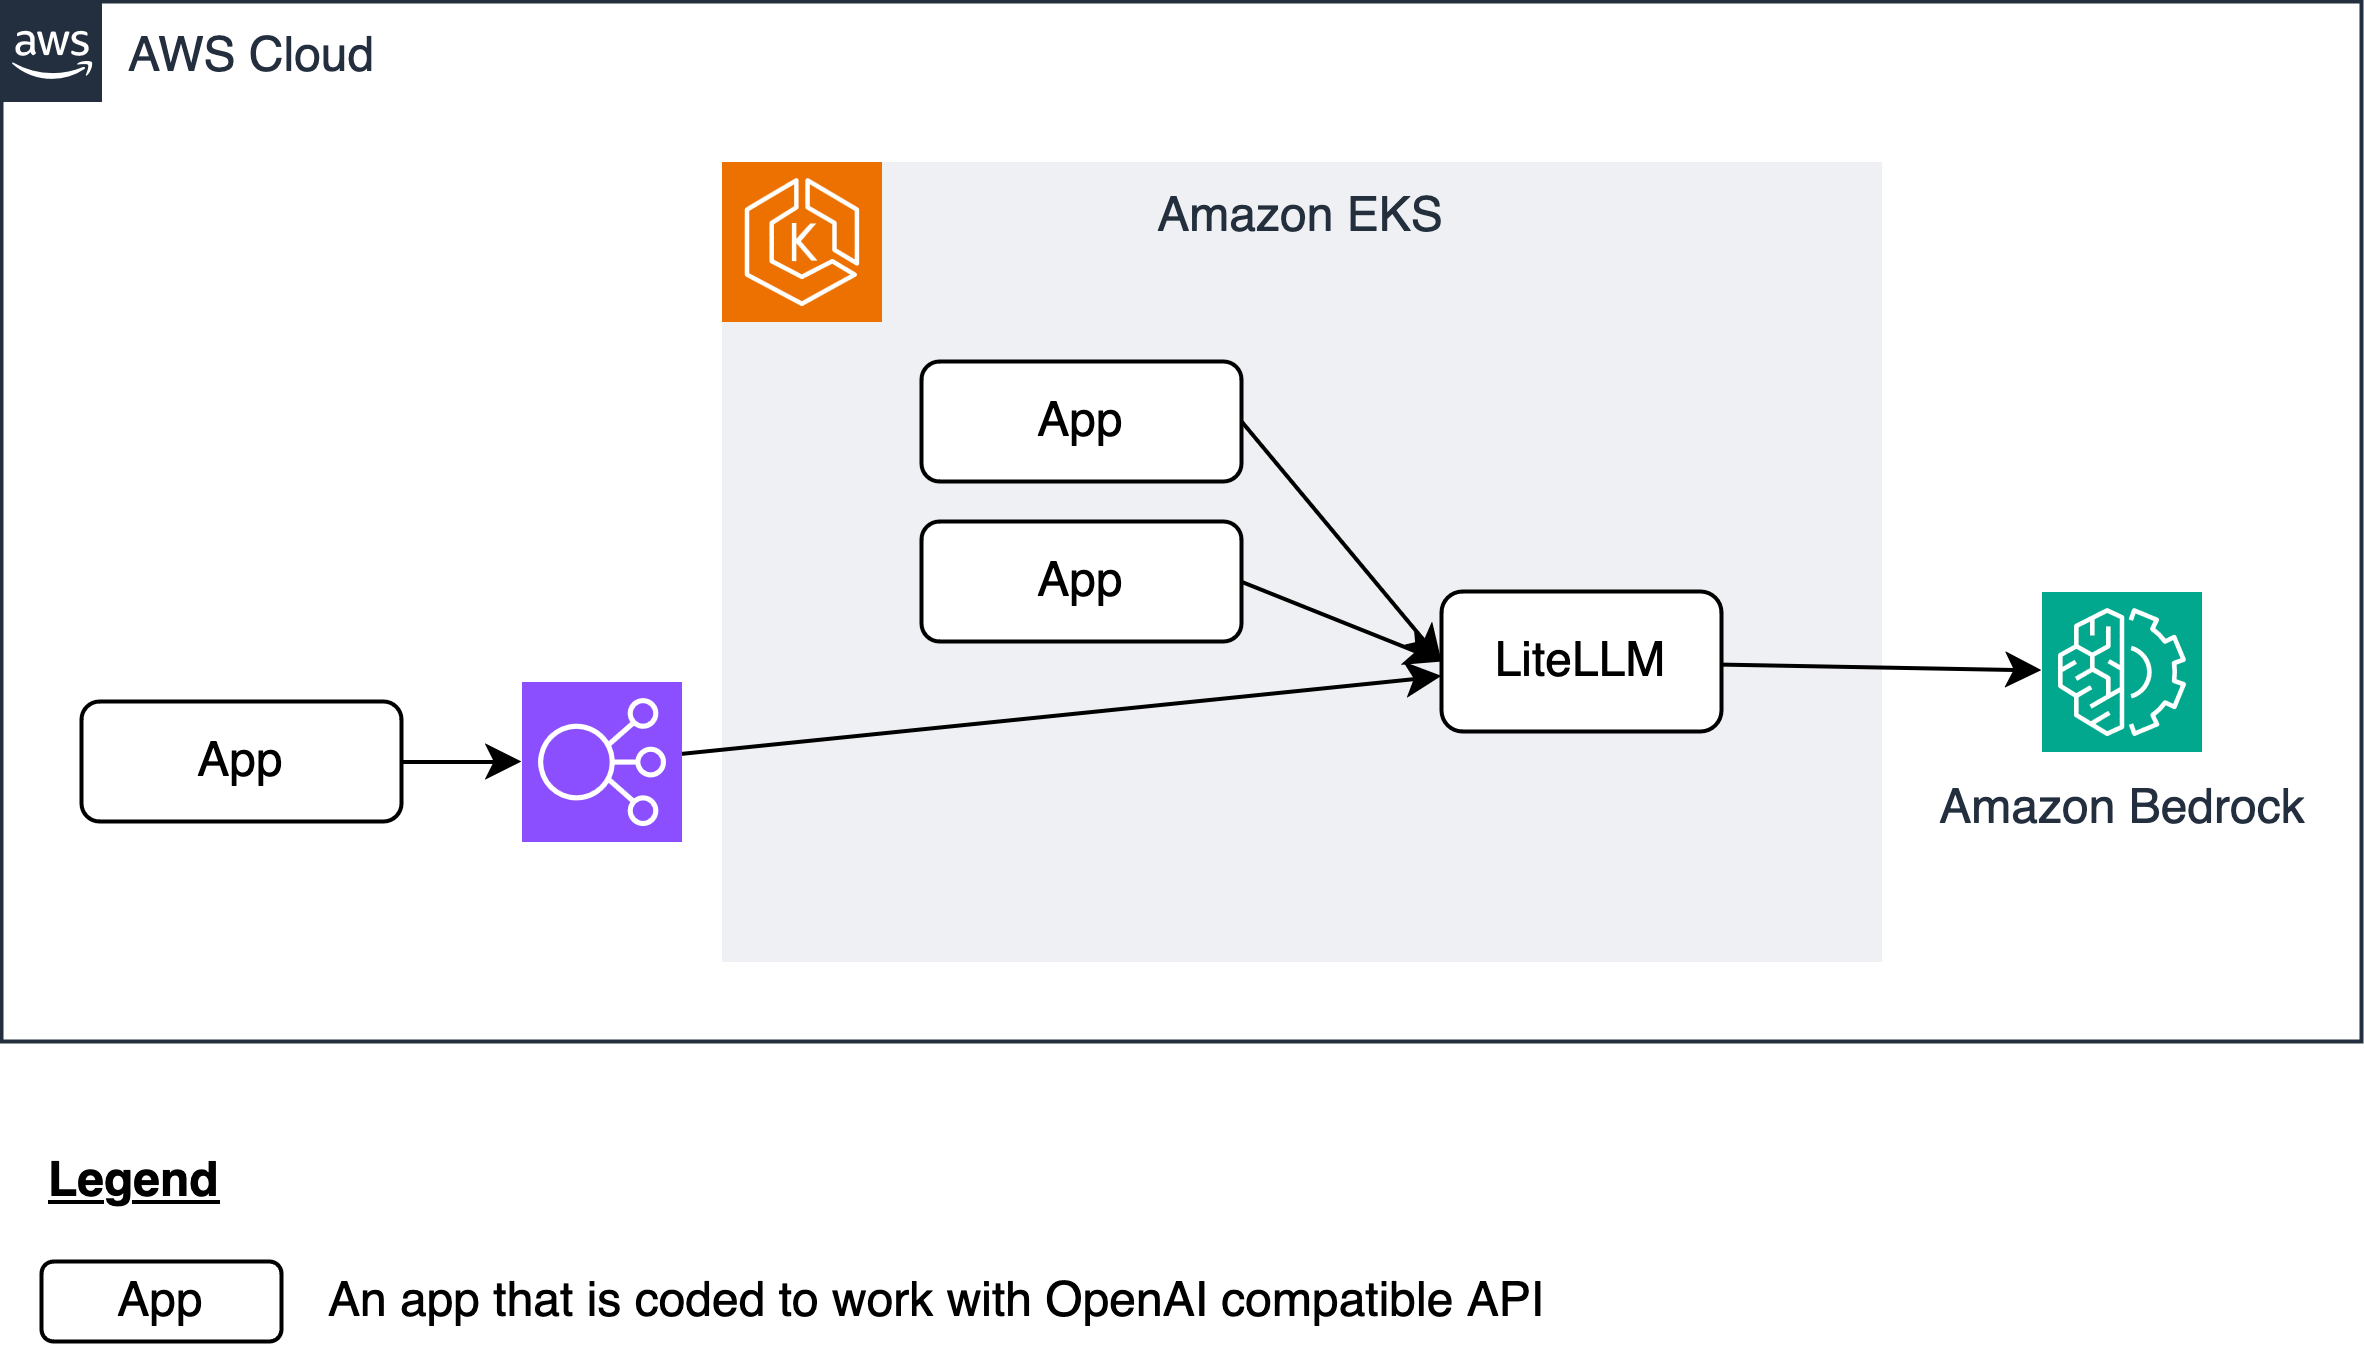 aws
AWS Cloud
Amazon EKS
K
App
App
LiteLLM
App
Amazon Bedrock
Legend
App
An app that is coded to work with OpenAI compatible API